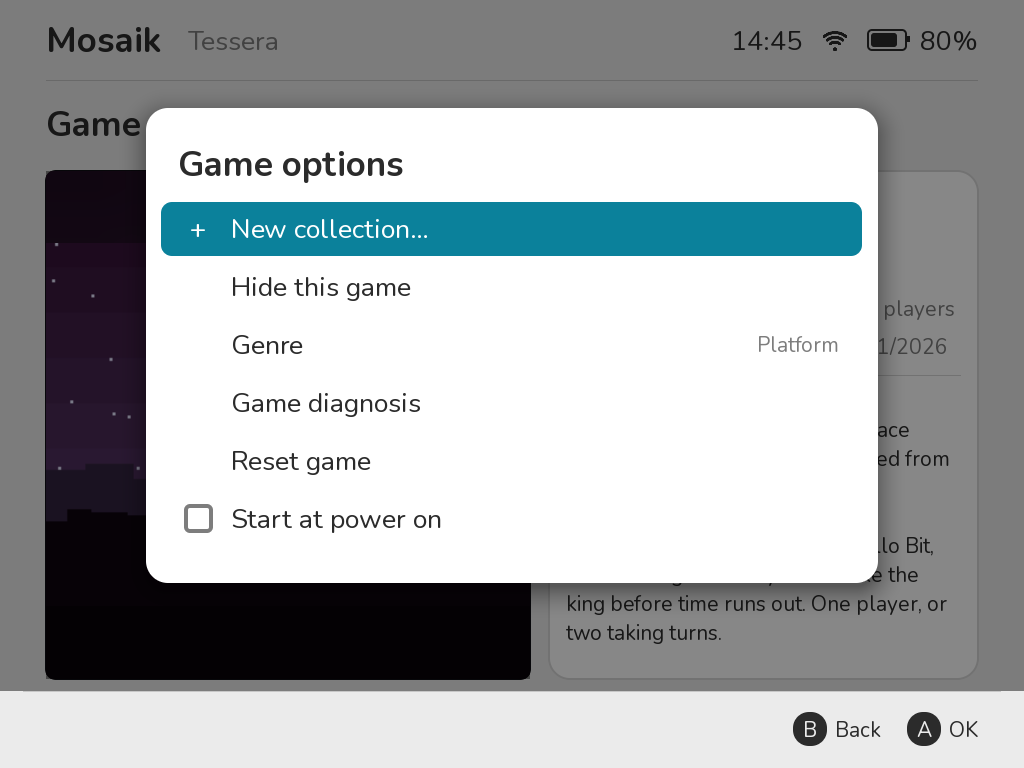 Mosaik Tessera 14:45 80%
Game
Game options
+ New collection...
Hide this game
players
Genre Platform
1/2026
Game diagnosis
ace
Reset game
ed from
Start at power on
llo Bit,
the
king before time runs out. One player, or
two taking turns.
B Back A OK